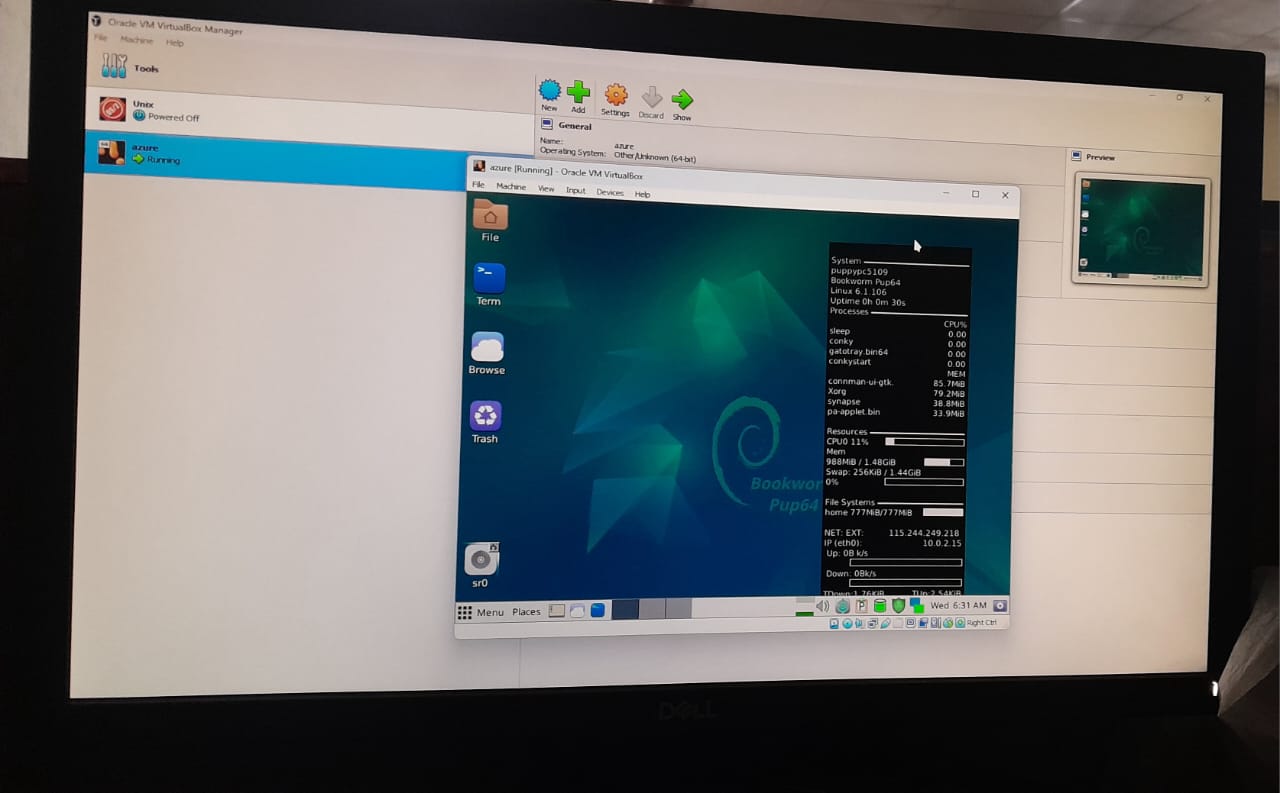 Oracle VM VirtualBox Manager
File Machine Help
Tools
Unix
Powered Off
azure
Running
New Add Settings Discard Show
General
Name: azure
Operating System: Other/Unknown (64-bit)
Preview
azure [Running] - Oracle VM VirtualBox
File Machine View Input Devices Help
File
Term
Browse
Trash
sr0
Bookwor
Pup64
System
puppypc5109
Bookworm Pup64
Linux 6.1.106
Uptime 0h 0m 30s
Processes
CPU%
sleep 0.00
conky 0.00
gatotray.bin64 0.00
conkystart 0.00
MEM
connman-ui-gtk. 85.7MiB
Xorg 79.2MiB
synapse 38.8MiB
pa-applet.bin 33.9MiB
Resources
CPU0 11%
Mem
988MiB / 1.48GiB
Swap: 256KiB / 1.44GiB
0%
File Systems
home 777MiB/777MiB
NET: EXT: 115.244.249.218
IP (eth0): 10.0.2.15
Up: 0B k/s
Down: 0Bk/s
TDown:1.76KiB TUp:2.54KiB
Menu Places Wed 6:31 AM
Right Ctrl
DELL